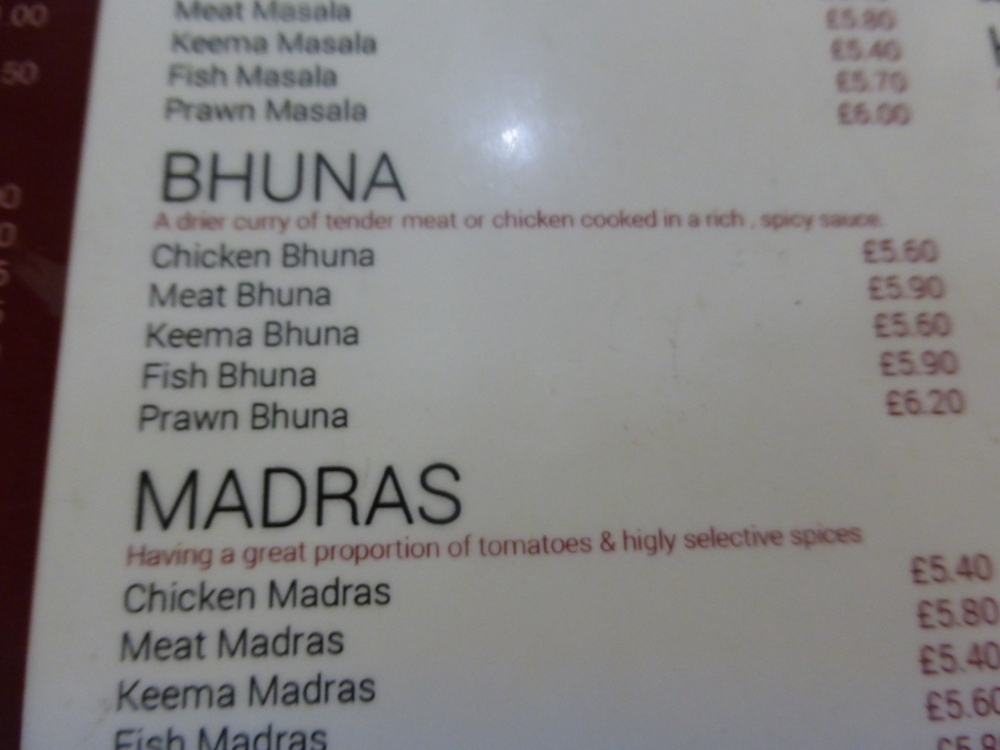 .00
Meat Masala £5.80
Keema Masala £5.40
.50
Fish Masala £5.70
Prawn Masala £6.00
BHUNA
A drier curry of tender meat or chicken cooked in a rich , spicy sauce.
Chicken Bhuna £5.60
Meat Bhuna £5.90
Keema Bhuna £5.60
Fish Bhuna £5.90
Prawn Bhuna £6.20
MADRAS
Having a great proportion of tomatoes & higly selective spices
Chicken Madras £5.40
Meat Madras £5.80
Keema Madras £5.40
Fish Madras £5.60